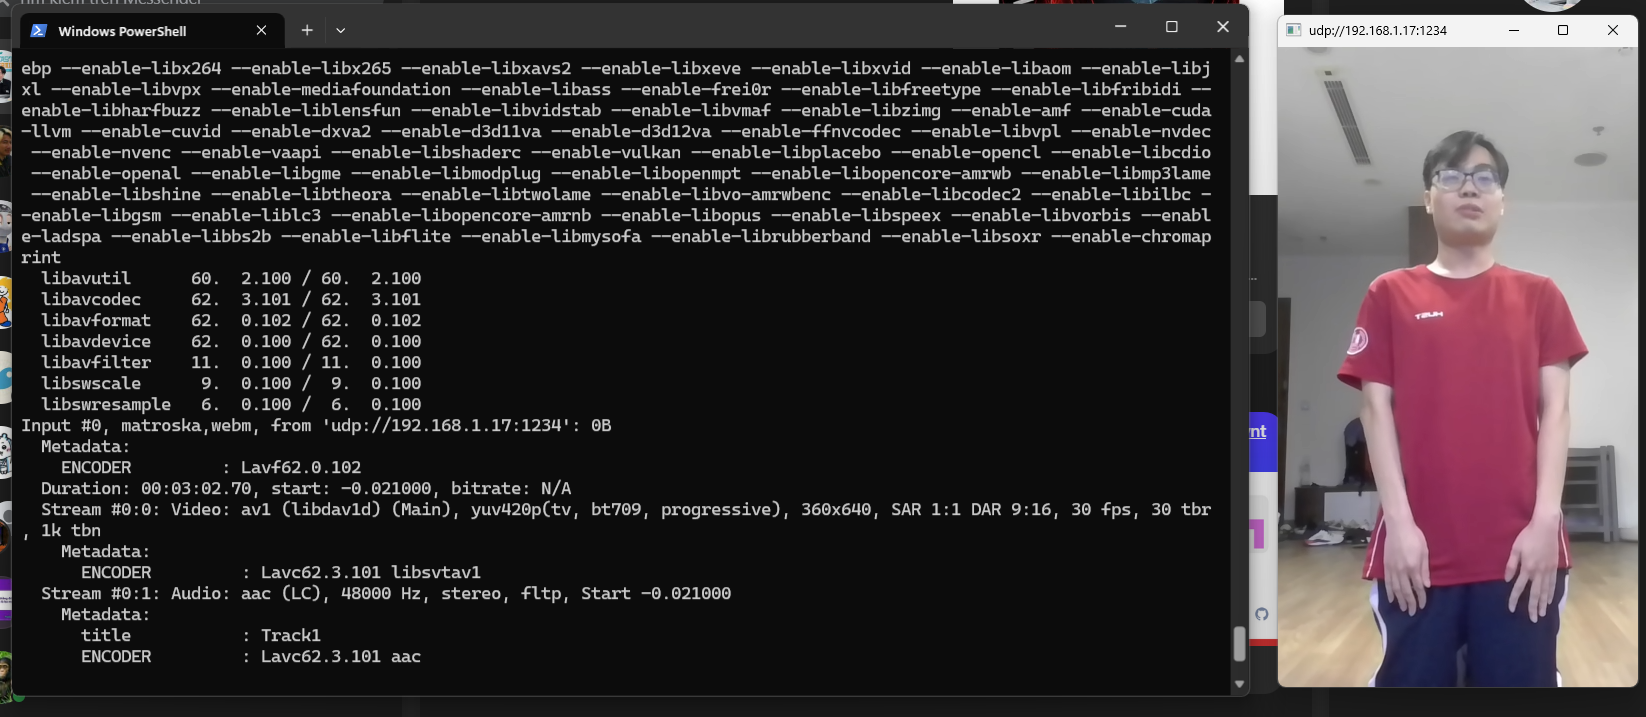 Tìm kiếm trên Messenger
Windows PowerShell
ebp --enable-libx264 --enable-libx265 --enable-libxavs2 --enable-libxeve --enable-libxvid --enable-libaom --enable-libj
xl --enable-libvpx --enable-mediafoundation --enable-libass --enable-frei0r --enable-libfreetype --enable-libfribidi --
enable-libharfbuzz --enable-liblensfun --enable-libvidstab --enable-libvmaf --enable-libzimg --enable-amf --enable-cuda
-llvm --enable-cuvid --enable-dxva2 --enable-d3d11va --enable-d3d12va --enable-ffnvcodec --enable-libvpl --enable-nvdec
--enable-nvenc --enable-vaapi --enable-libshaderc --enable-vulkan --enable-libplacebo --enable-opencl --enable-libcdio
--enable-openal --enable-libgme --enable-libmodplug --enable-libopenmpt --enable-libopencore-amrwb --enable-libmp3lame
--enable-libshine --enable-libtheora --enable-libtwolame --enable-libvo-amrwbenc --enable-libcodec2 --enable-libilbc -
-enable-libgsm --enable-liblc3 --enable-libopencore-amrnb --enable-libopus --enable-libspeex --enable-libvorbis --enabl
e-ladspa --enable-libbs2b --enable-libflite --enable-libmysofa --enable-librubberband --enable-libsoxr --enable-chromap
rint
libavutil 60. 2.100 / 60. 2.100
libavcodec 62. 3.101 / 62. 3.101
libavformat 62. 0.102 / 62. 0.102
libavdevice 62. 0.100 / 62. 0.100
libavfilter 11. 0.100 / 11. 0.100
libswscale 9. 0.100 / 9. 0.100
libswresample 6. 0.100 / 6. 0.100
Input #0, matroska,webm, from 'udp://192.168.1.17:1234': 0B
Metadata:
ENCODER : Lavf62.0.102
Duration: 00:03:02.70, start: -0.021000, bitrate: N/A
Stream #0:0: Video: av1 (libdav1d) (Main), yuv420p(tv, bt709, progressive), 360x640, SAR 1:1 DAR 9:16, 30 fps, 30 tbr
, 1k tbn
Metadata:
ENCODER : Lavc62.3.101 libsvtav1
Stream #0:1: Audio: aac (LC), 48000 Hz, stereo, fltp, Start -0.021000
Metadata:
title : Track1
ENCODER : Lavc62.3.101 aac
udp://192.168.1.17:1234
HUST